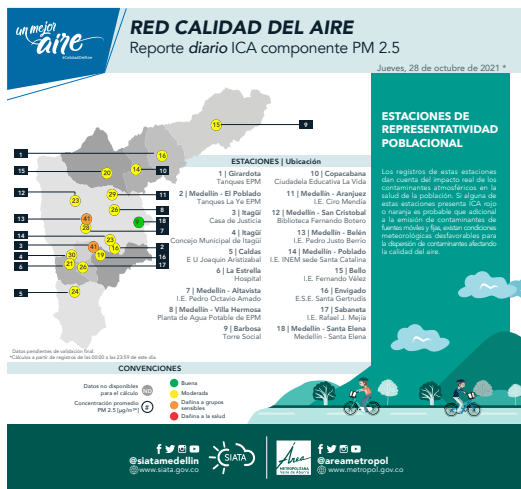 un mejor
aire
#CalidadDelAire
RED CALIDAD DEL AIRE
Reporte diario ICA componente PM 2.5
Jueves, 28 de octubre de 2021 *
ESTACIONES DE
REPRESENTATIVIDAD
POBLACIONAL
Los registros de estas estaciones
dan cuenta del impacto real de los
contaminantes atmosféricos en la
salud de la población. Si alguna de
estas estaciones presenta ICA rojo
o naranja es probable que adicional
a la emisión de contaminantes de
fuentes móviles y fijas, existan condiciones
meteorológicas desfavorables para
la dispersión de contaminantes afectando
la calidad del aire.
1
15
12
13
14
3
4
6
5
9
10
11
8
18
7
2
16
17
15
16
20
14
23
29
26
41
28
23
41
16
30
19
21
26
24
ESTACIONES | Ubicación
1 | Girardota
Tanques EPM
2 | Medellín - El Poblado
Tanques La Ye EPM
3 | Itagüí
Casa de Justicia
4 | Itagüí
Concejo Municipal de Itagüí
5 | Caldas
E U Joaquín Aristizabal
6 | La Estrella
Hospital
7 | Medellín - Altavista
I.E. Pedro Octavio Amado
8 | Medellín - Villa Hermosa
Planta de Agua Potable de EPM
9 | Barbosa
Torre Social
10 | Copacabana
Ciudadela Educativa La Vida
11 | Medellín - Aranjuez
I.E. Ciro Mendía
12 | Medellín - San Cristobal
Biblioteca Fernando Botero
13 | Medellín - Belén
I.E. Pedro Justo Berrío
14 | Medellín - Poblado
I.E. INEM sede Santa Catalina
15 | Bello
I.E. Fernando Vélez
16 | Envigado
E.S.E. Santa Gertrudis
17 | Sabaneta
I.E. Rafael J. Mejía
18 | Medellín - Santa Elena
Medellín - Santa Elena
Datos pendientes de validación final.
*Cálculos a partir de registros de las 00:00 a las 23:59 de este día.
CONVENCIONES
Datos no disponibles
para el cálculo
ND
Concentración promedio
PM 2.5 [µg/m³]
#
Buena
Moderada
Dañina a grupos
sensibles
Dañina a la salud
@siatamedellin
www.siata.gov.co
SIATA
Área
METROPOLITANA
Valle de Aburrá
@areametropol
www.metropol.gov.co